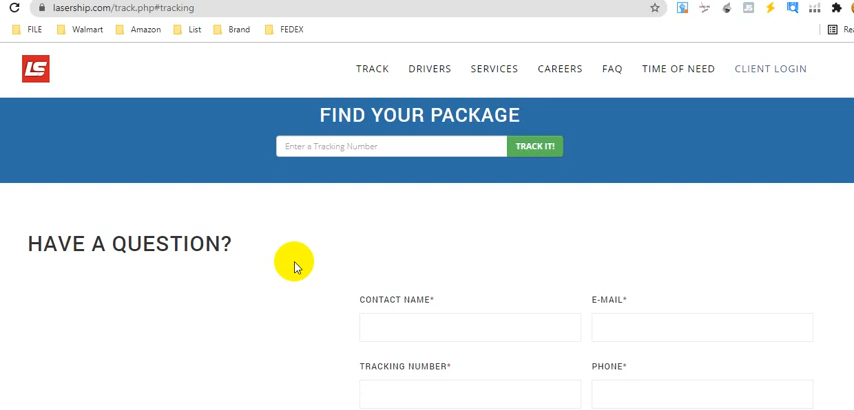 lasership.com/track.php#tracking
FILE Walmart Amazon List Brand FEDEX Rea
LS
TRACK DRIVERS SERVICES CAREERS FAQ TIME OF NEED CLIENT LOGIN
FIND YOUR PACKAGE
Enter a Tracking Number TRACK IT!
HAVE A QUESTION?
CONTACT NAME* E-MAIL*
TRACKING NUMBER* PHONE*